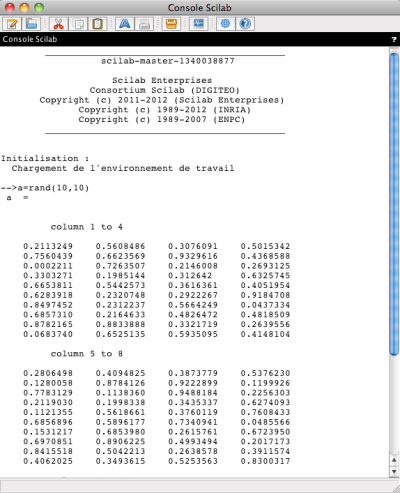 Console Scilab
Console Scilab
scilab-master-1340038877
Scilab Enterprises
Consortium Scilab (DIGITEO)
Copyright (c) 2011-2012 (Scilab Enterprises)
Copyright (c) 1989-2012 (INRIA)
Copyright (c) 1989-2007 (ENPC)
Initialisation :
Chargement de l'environnement de travail
-->a=rand(10,10)
a =
column 1 to 4
0.2113249 0.5608486 0.3076091 0.5015342
0.7560439 0.6623569 0.9329616 0.4368588
0.0002211 0.7263507 0.2146008 0.2693125
0.3303271 0.1985144 0.312642 0.6325745
0.6653811 0.5442573 0.3616361 0.4051954
0.6283918 0.2320748 0.2922267 0.9184708
0.8497452 0.2312237 0.5664249 0.0437334
0.6857310 0.2164633 0.4826472 0.4818509
0.8782165 0.8833888 0.3321719 0.2639556
0.0683740 0.6525135 0.5935095 0.4148104
column 5 to 8
0.2806498 0.4094825 0.3873779 0.5376230
0.1280058 0.8784126 0.9222899 0.1199926
0.7783129 0.1138360 0.9488184 0.2256303
0.2119030 0.1998338 0.3435337 0.6274093
0.1121355 0.5618661 0.3760119 0.7608433
0.6856896 0.5896177 0.7340941 0.0485566
0.1531217 0.6853980 0.2615761 0.6723950
0.6970851 0.8906225 0.4993494 0.2017173
0.8415518 0.5042213 0.2638578 0.3911574
0.4062025 0.3493615 0.5253563 0.8300317